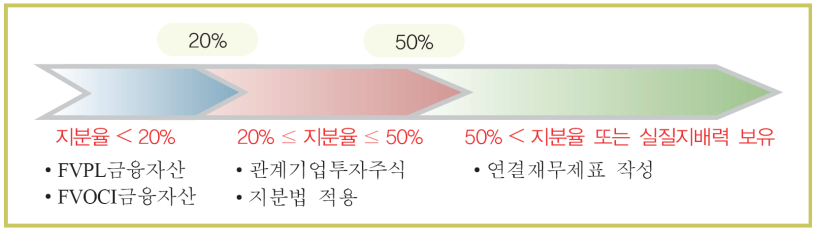 20%
50%
지분율 < 20%
20% ≤ 지분율 ≤ 50%
50% < 지분율 또는 실질지배력 보유
• FVPL금융자산
• 관계기업투자주식
• 연결재무제표 작성
• FVOCI금융자산
• 지분법 적용